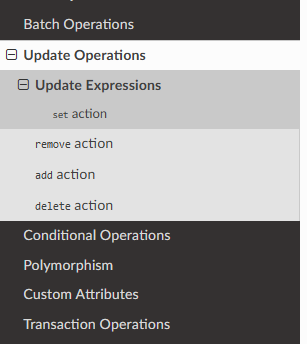 Batch Operations
Update Operations
Update Expressions
set action
remove action
add action
delete action
Conditional Operations
Polymorphism
Custom Attributes
Transaction Operations